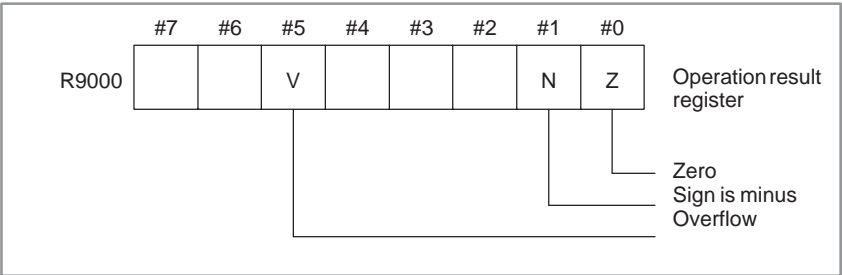 #7 #6 #5 #4 #3 #2 #1 #0
R9000 V N Z Operation result
register
Zero
Sign is minus
Overflow